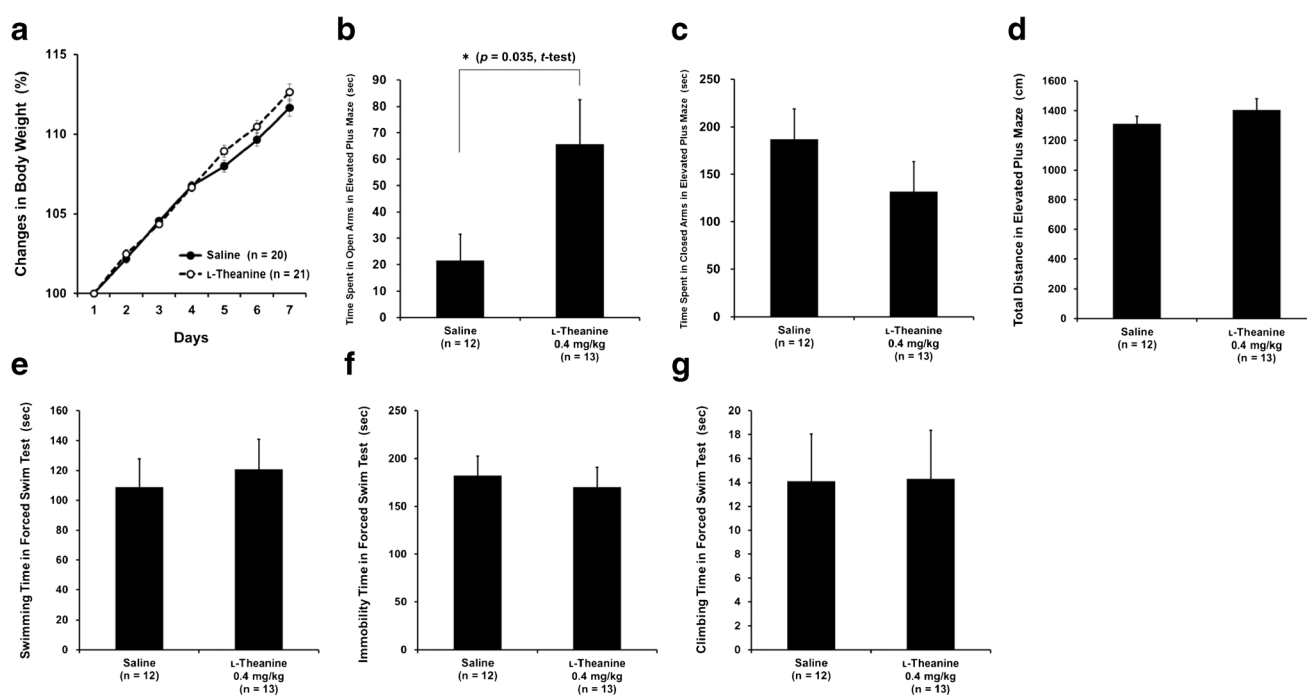 a
Changes in Body Weight (%)
115
110
105
100
Saline (n = 20)
L-Theanine (n = 21)
1 2 3 4 5 6 7
Days
b
* (p = 0.035, t-test)
Time Spent in Open Arms in Elevated Plus Maze (sec)
90
80
70
60
50
40
30
20
10
0
Saline
(n = 12)
L-Theanine
0.4 mg/kg
(n = 13)
c
Time Spent in Closed Arms in Elevated Plus Maze (sec)
250
200
150
100
50
0
Saline
(n = 12)
L-Theanine
0.4 mg/kg
(n = 13)
d
Total Distance in Elevated Plus Maze (cm)
1600
1400
1200
1000
800
600
400
200
0
Saline
(n = 12)
L-Theanine
0.4 mg/kg
(n = 13)
e
Swimming Time in Forced Swim Test (sec)
160
140
120
100
80
60
40
20
0
Saline
(n = 12)
L-Theanine
0.4 mg/kg
(n = 13)
f
Immobility Time in Forced Swim Test (sec)
250
200
150
100
50
0
Saline
(n = 12)
L-Theanine
0.4 mg/kg
(n = 13)
g
Climbing Time in Forced Swim Test (sec)
20
18
16
14
12
10
8
6
4
2
0
Saline
(n = 12)
L-Theanine
0.4 mg/kg
(n = 13)